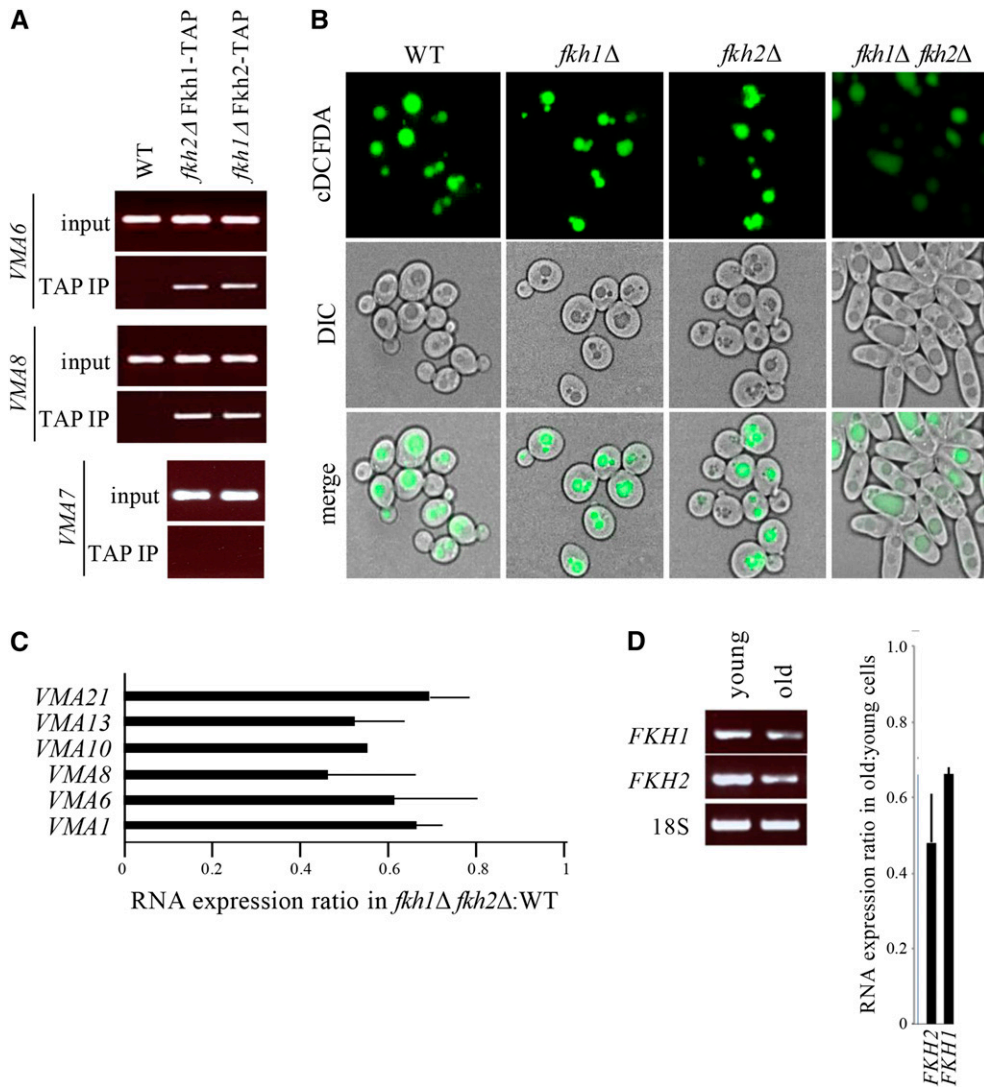 A
WT
fkh2Δ Fkh1-TAP
fkh1Δ Fkh2-TAP
VMA6
input
TAP IP
VMA8
input
TAP IP
VMA7
input
TAP IP
B
WT
fkh1Δ
fkh2Δ
fkh1Δ fkh2Δ
cDCFDA
DIC
merge
C
VMA21
VMA13
VMA10
VMA8
VMA6
VMA1
0 0.2 0.4 0.6 0.8 1
RNA expression ratio in fkh1Δ fkh2Δ:WT
D
young
old
FKH1
FKH2
18S
RNA expression ratio in old:young cells
1.0
0.8
0.6
0.4
0.2
0
FKH2
FKH1